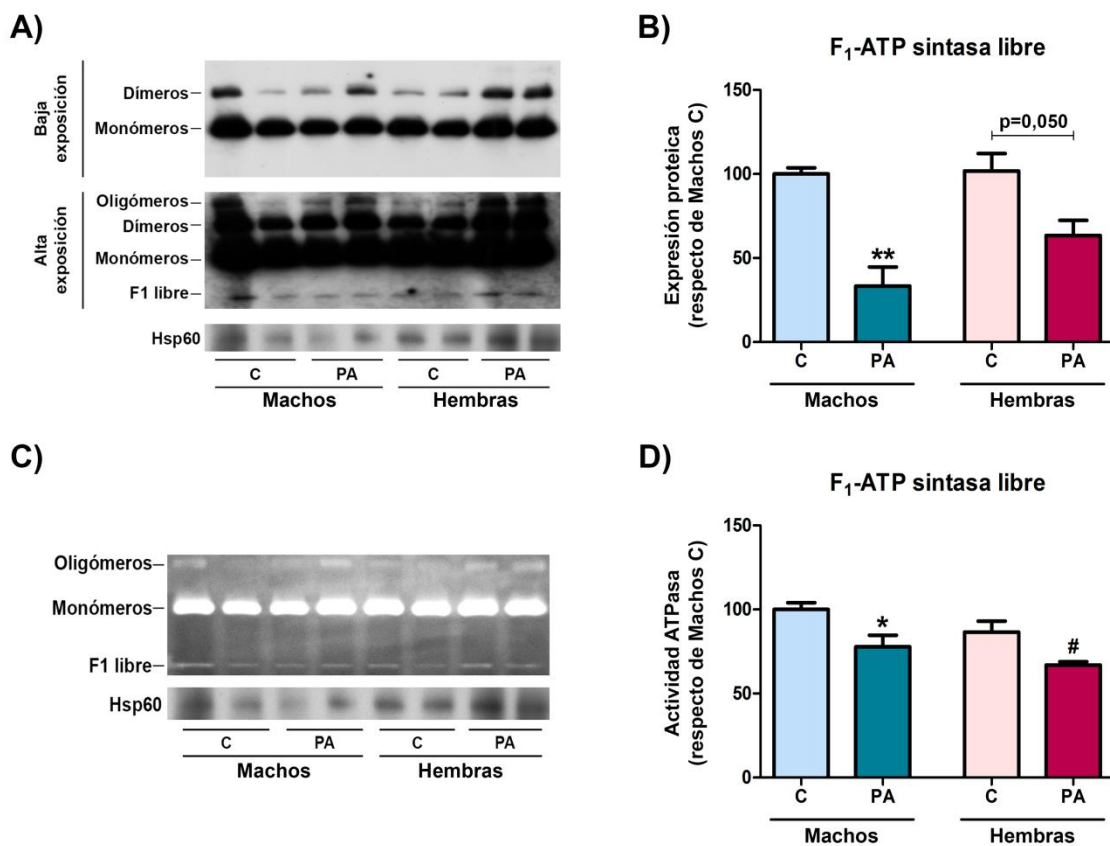 A)
Baja
exposición
Dímeros
Monómeros
Alta
exposición
Oligómeros
Dímeros
Monómeros
F1 libre
Hsp60
C PA C PA
Machos Hembras
B)
F₁-ATP sintasa libre
Expresión proteica
(respecto de Machos C)
150
100
50
0
**
p=0,050
C PA C PA
Machos Hembras
C)
Oligómeros
Monómeros
F1 libre
Hsp60
C PA C PA
Machos Hembras
D)
F₁-ATP sintasa libre
Actividad ATPasa
(respecto de Machos C)
150
100
50
0
*
#
C PA C PA
Machos Hembras